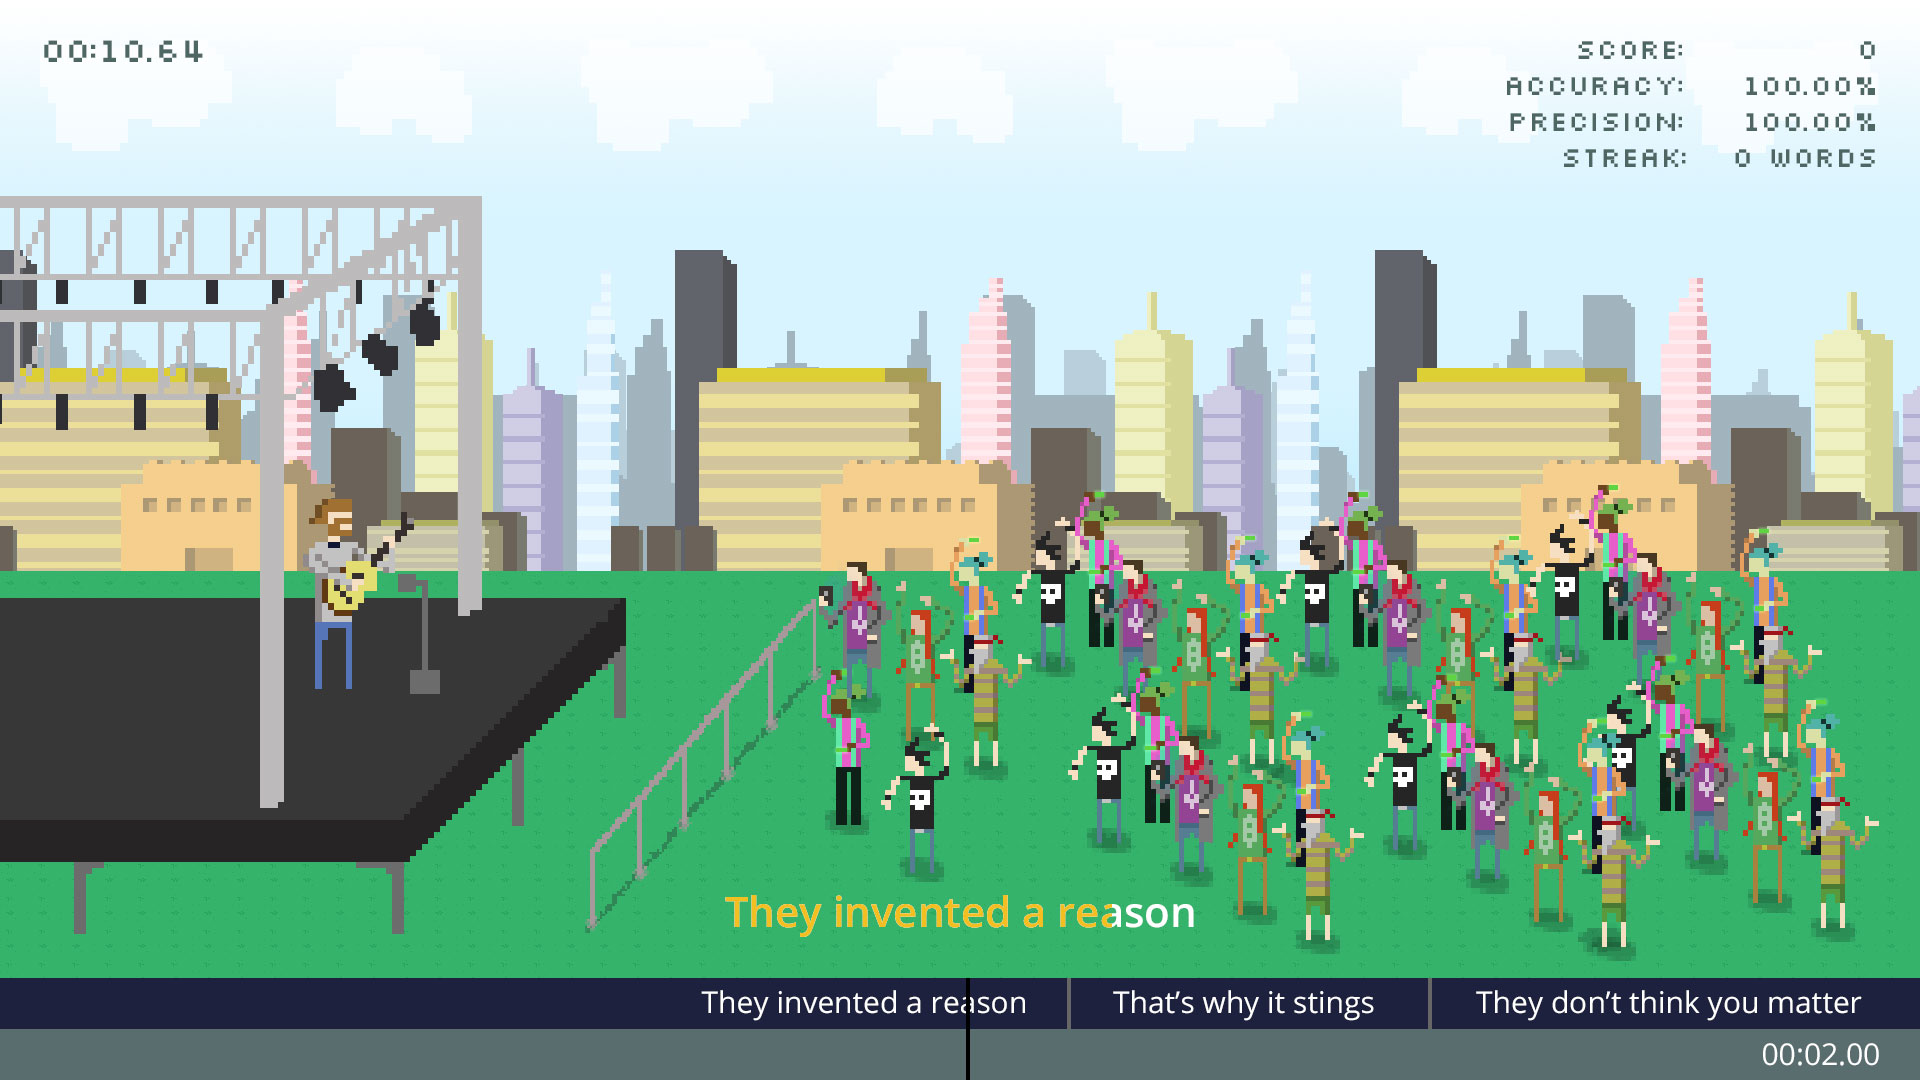 00:10.64
SCORE: 0
ACCURACY: 100.00%
PRECISION: 100.00%
STREAK: 0 WORDS
They invented a reason
They invented a reason That’s why it stings They don’t think you matter
00:02.00